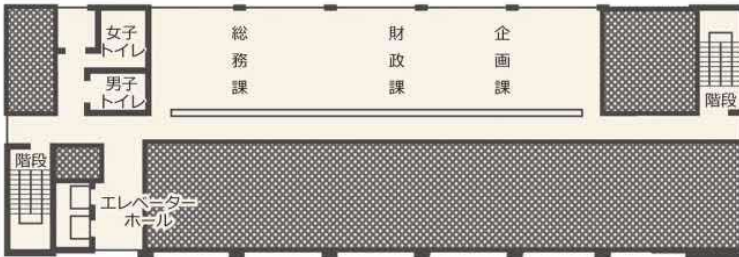 女子
トイレ
総務課
財政課
企画課
男子
トイレ
階段
階段
エレベーター
ホール